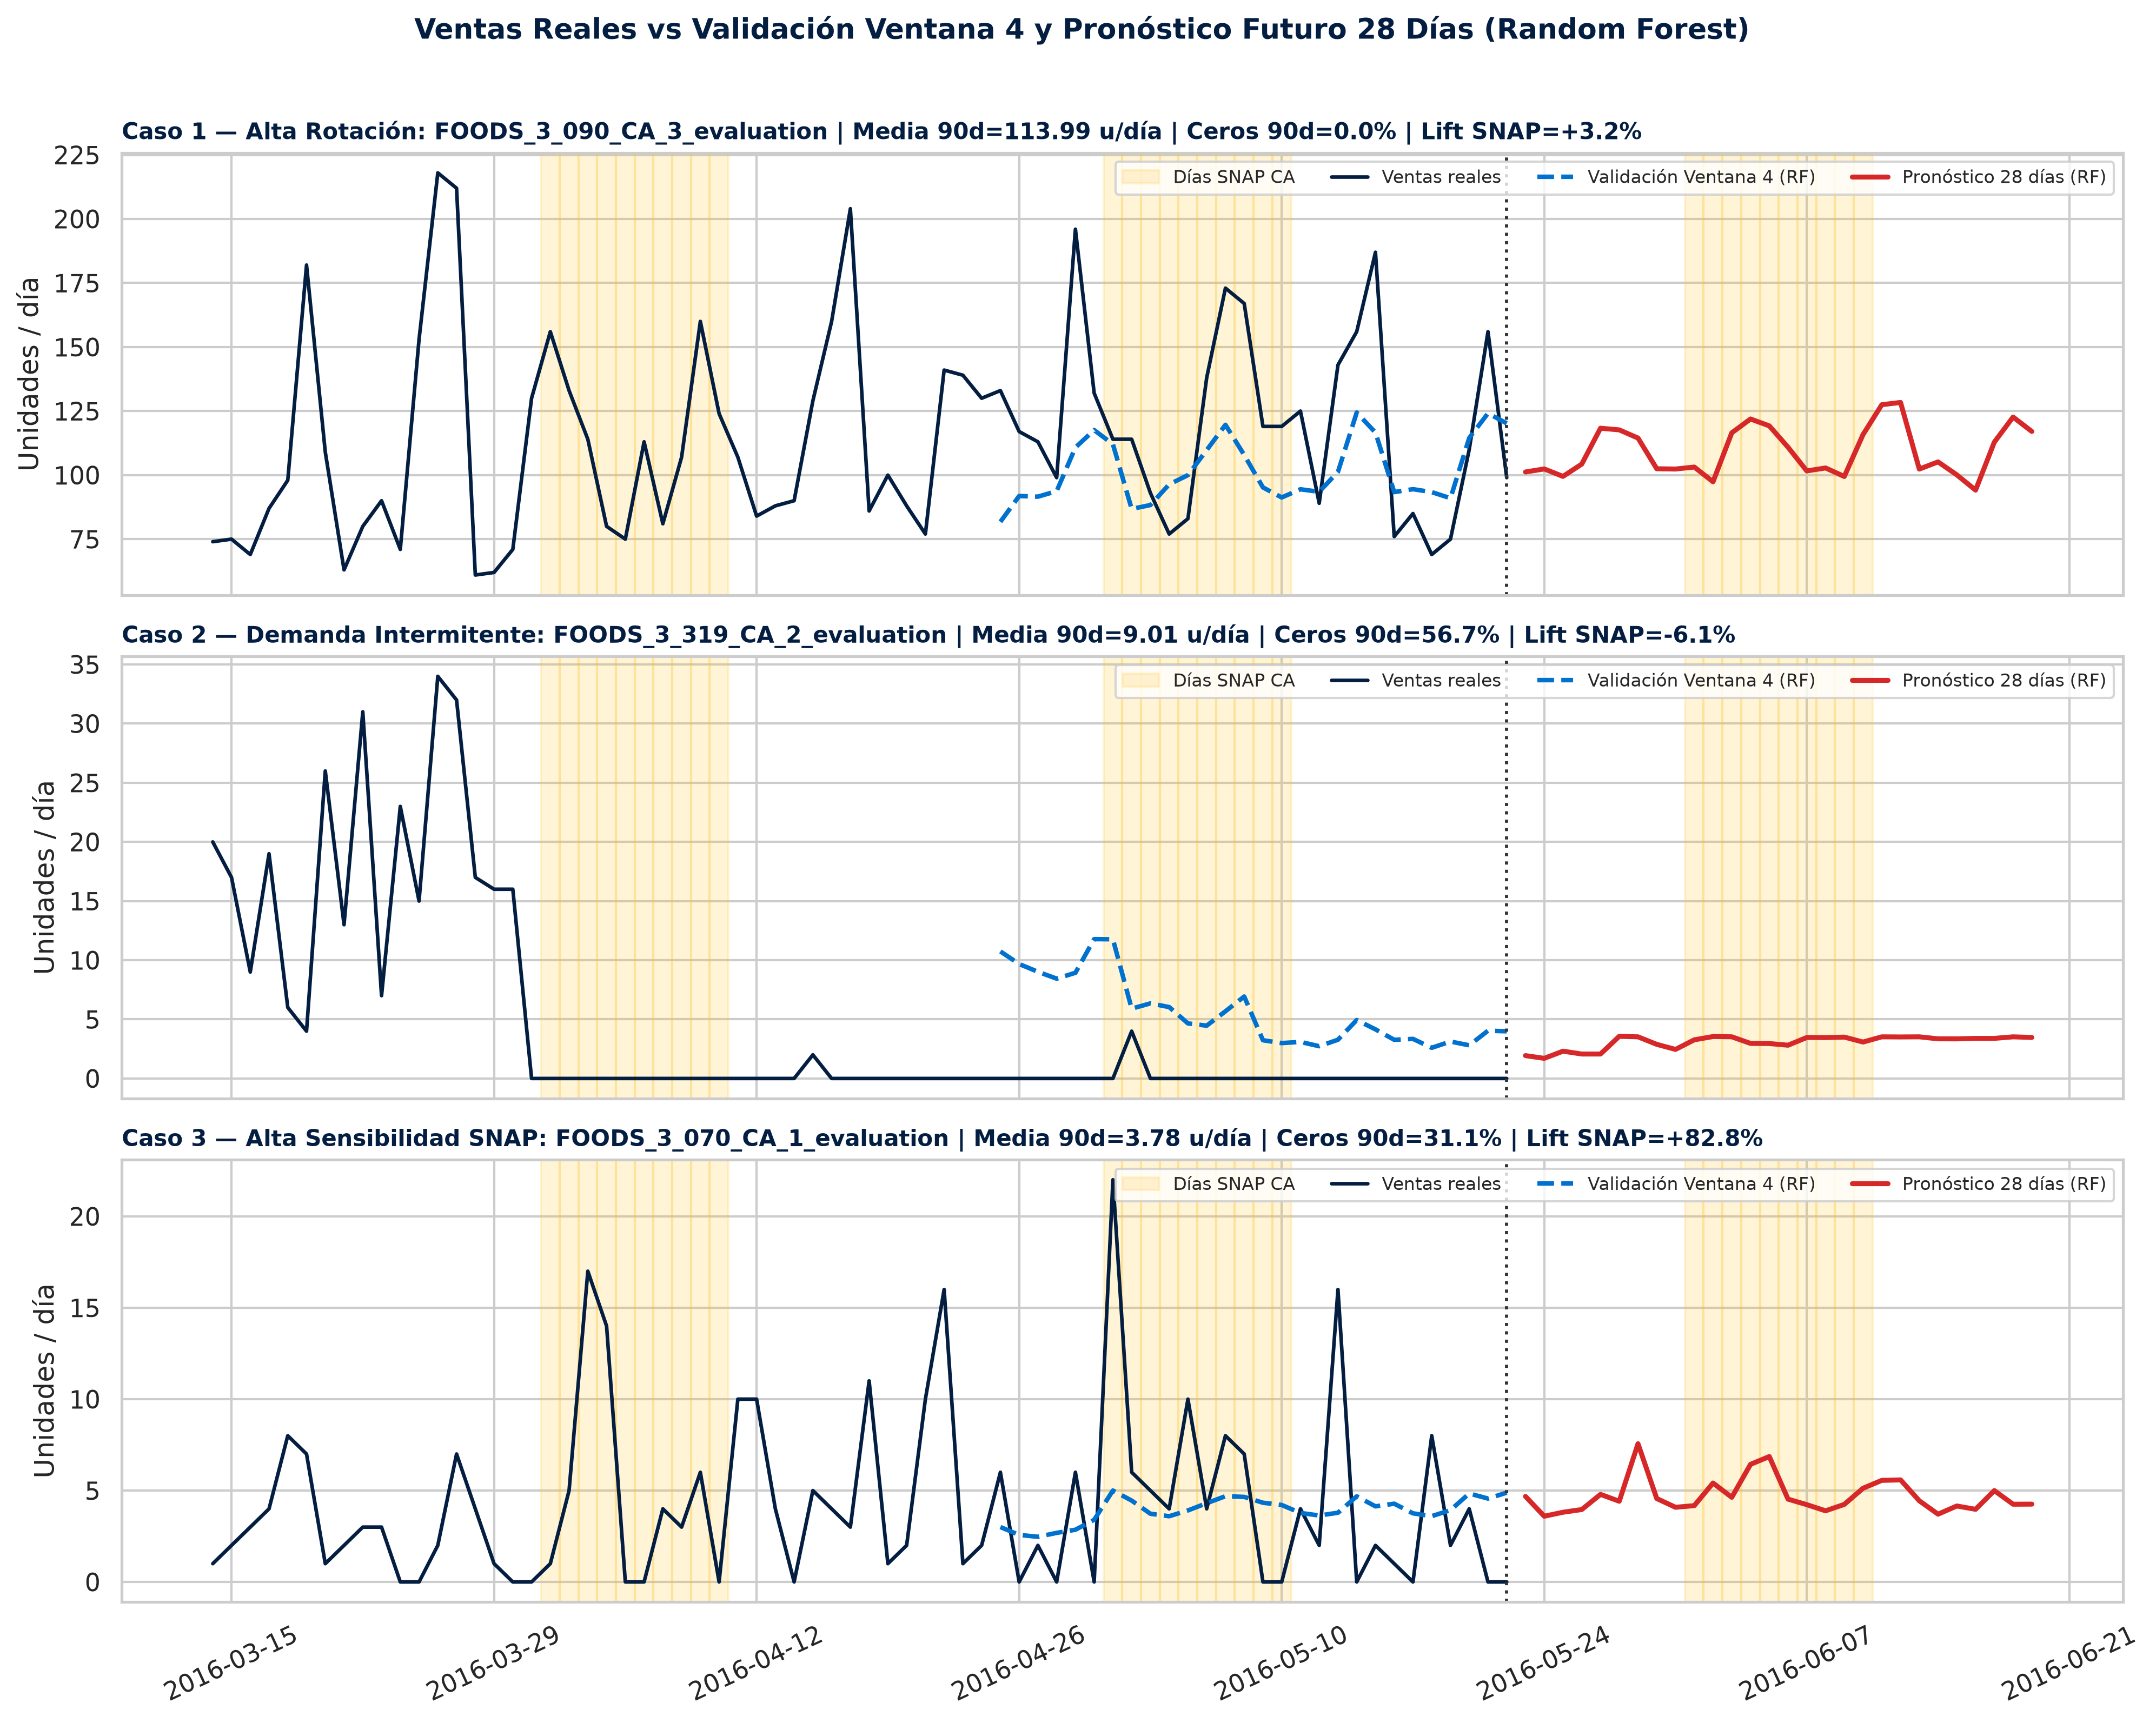 Ventas Reales vs Validación Ventana 4 y Pronóstico Futuro 28 Días (Random Forest)
Caso 1 — Alta Rotación: FOODS_3_090_CA_3_evaluation | Media 90d=113.99 u/día | Ceros 90d=0.0% | Lift SNAP=+3.2%
Días SNAP CA Ventas reales Validación Ventana 4 (RF) Pronóstico 28 días (RF)
Unidades / día
225
200
175
150
125
100
75
Caso 2 — Demanda Intermitente: FOODS_3_319_CA_2_evaluation | Media 90d=9.01 u/día | Ceros 90d=56.7% | Lift SNAP=-6.1%
Días SNAP CA Ventas reales Validación Ventana 4 (RF) Pronóstico 28 días (RF)
Unidades / día
35
30
25
20
15
10
5
0
Caso 3 — Alta Sensibilidad SNAP: FOODS_3_070_CA_1_evaluation | Media 90d=3.78 u/día | Ceros 90d=31.1% | Lift SNAP=+82.8%
Días SNAP CA Ventas reales Validación Ventana 4 (RF) Pronóstico 28 días (RF)
Unidades / día
20
15
10
5
0
2016-03-15 2016-03-29 2016-04-12 2016-04-26 2016-05-10 2016-05-24 2016-06-07 2016-06-21